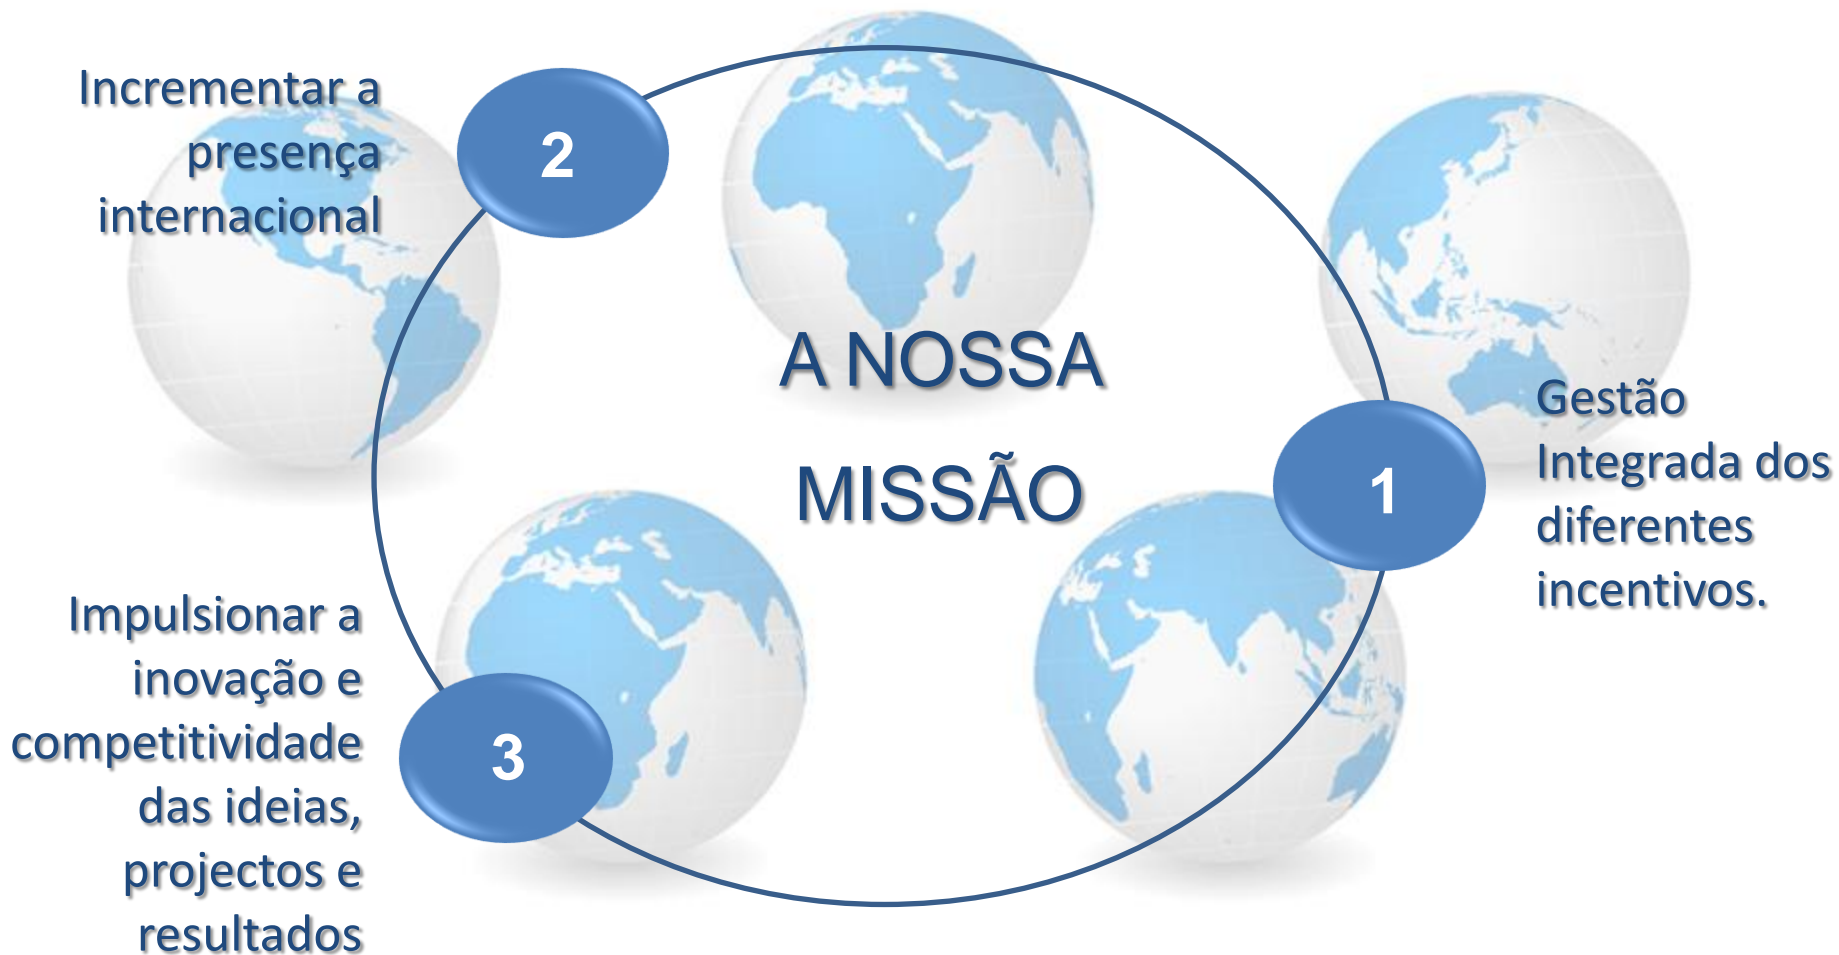 A NOSSA
MISSÃO
1
Gestão
Integrada dos
diferentes
incentivos.
2
Incrementar a
presença
internacional
3
Impulsionar a
inovação e
competitividade
das ideias,
projectos e
resultados